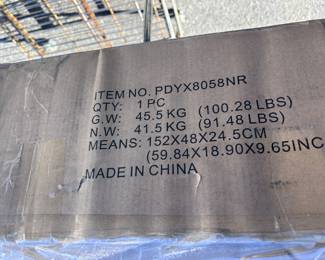 ITEM NO. PDYX8058NR
QTY: 1 PC
G.W: 45.5 KG (100.28 LBS)
N.W: 41.5 KG (91.48 LBS)
MEANS: 152X48X24.5CM
(59.84X18.90X9.65INC
MADE IN CHINA